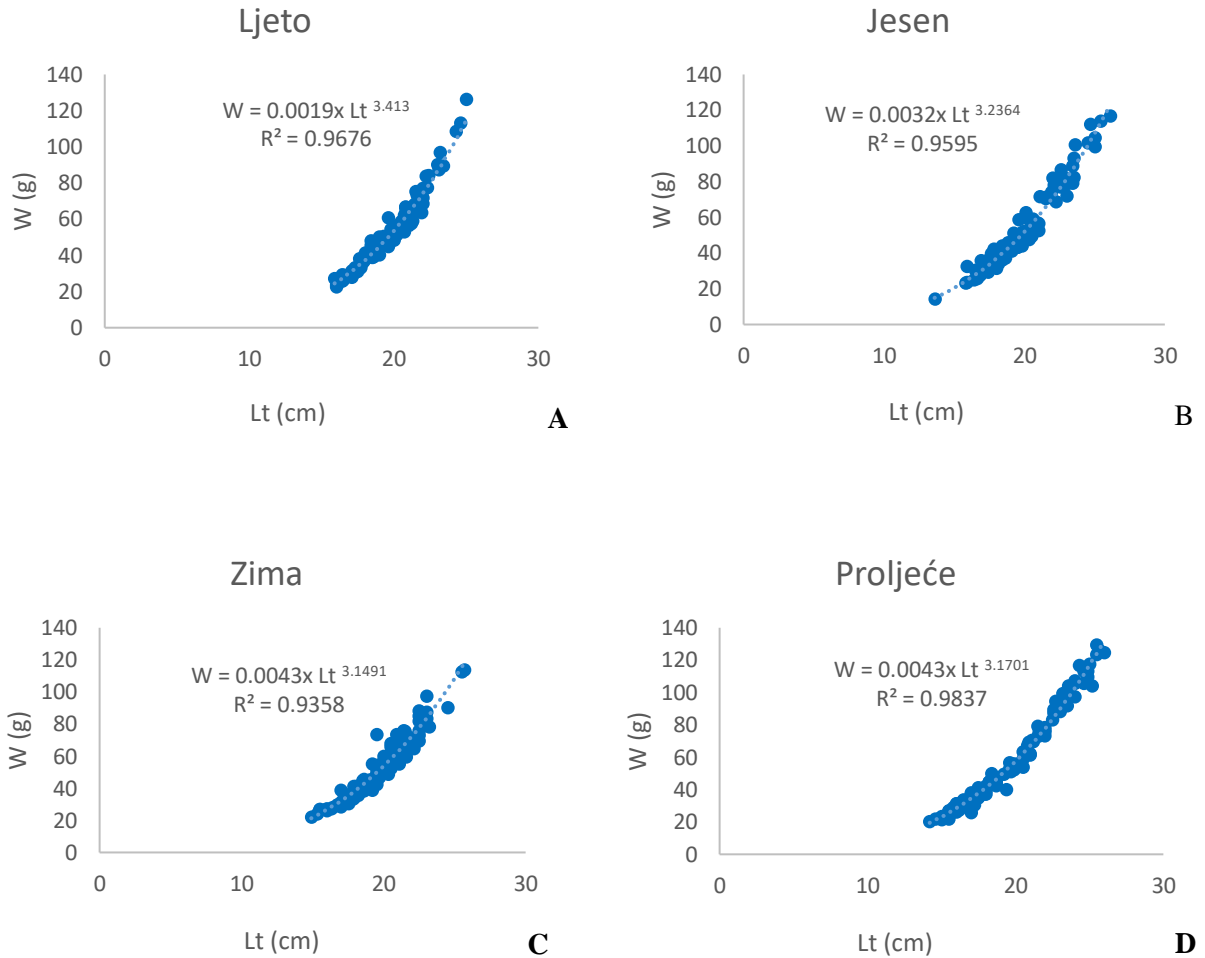 Ljeto
140
120
100
80
60
40
20
0
W (g)
W = 0.0019x Lt 3.413
R² = 0.9676
0 10 20 30
Lt (cm)
A
Jesen
140
120
100
80
60
40
20
0
W (g)
W = 0.0032x Lt 3.2364
R² = 0.9595
0 10 20 30
Lt (cm)
B
Zima
140
120
100
80
60
40
20
0
W (g)
W = 0.0043x Lt 3.1491
R² = 0.9358
0 10 20 30
Lt (cm)
C
Proljeće
140
120
100
80
60
40
20
0
W (g)
W = 0.0043x Lt 3.1701
R² = 0.9837
0 10 20 30
Lt (cm)
D